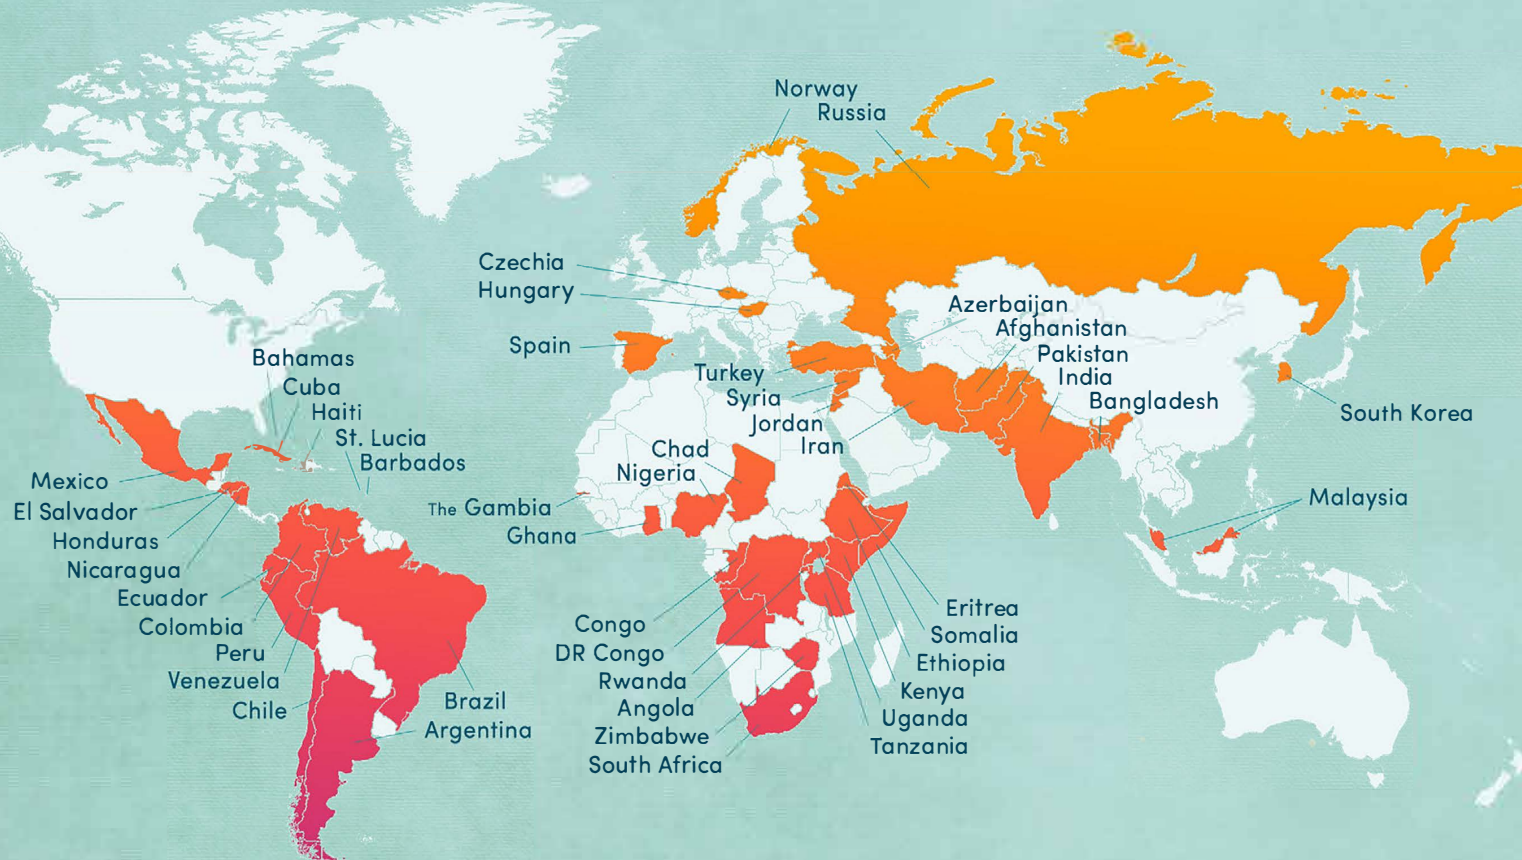 Norway
Russia
Czechia
Hungary
Spain
Azerbaijan
Afghanistan
Pakistan
India
Bangladesh
Turkey
Syria
Jordan
Iran
South Korea
Bahamas
Cuba
Haiti
St. Lucia
Barbados
Chad
Nigeria
The Gambia
Ghana
Malaysia
Mexico
El Salvador
Honduras
Nicaragua
Ecuador
Colombia
Peru
Venezuela
Chile
Brazil
Argentina
Congo
DR Congo
Rwanda
Angola
Zimbabwe
South Africa
Eritrea
Somalia
Ethiopia
Kenya
Uganda
Tanzania